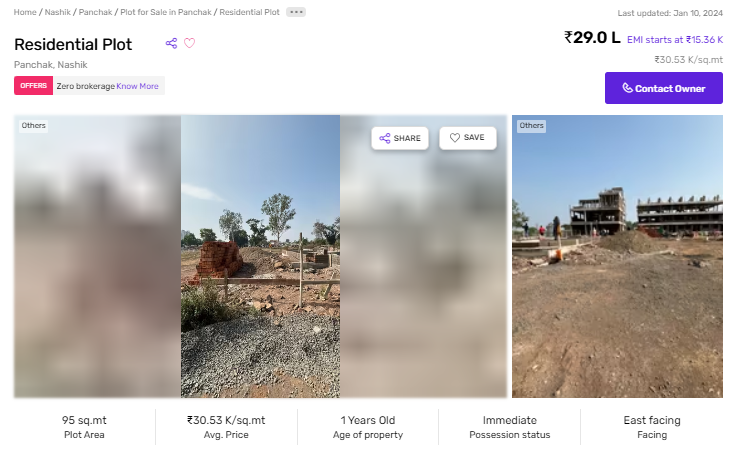 Home / Nashik / Panchak / Plot for Sale in Panchak / Residential Plot
Last updated: Jan 10, 2024
Residential Plot
₹29.0 L EMI starts at ₹15.36 K
Panchak, Nashik
₹30.53 K/sq.mt
OFFERS Zero brokerage Know More
Contact Owner
Others
SHARE
SAVE
Others
95 sq.mt
Plot Area
₹30.53 K/sq.mt
Avg. Price
1 Years Old
Age of property
Immediate
Possession status
East facing
Facing